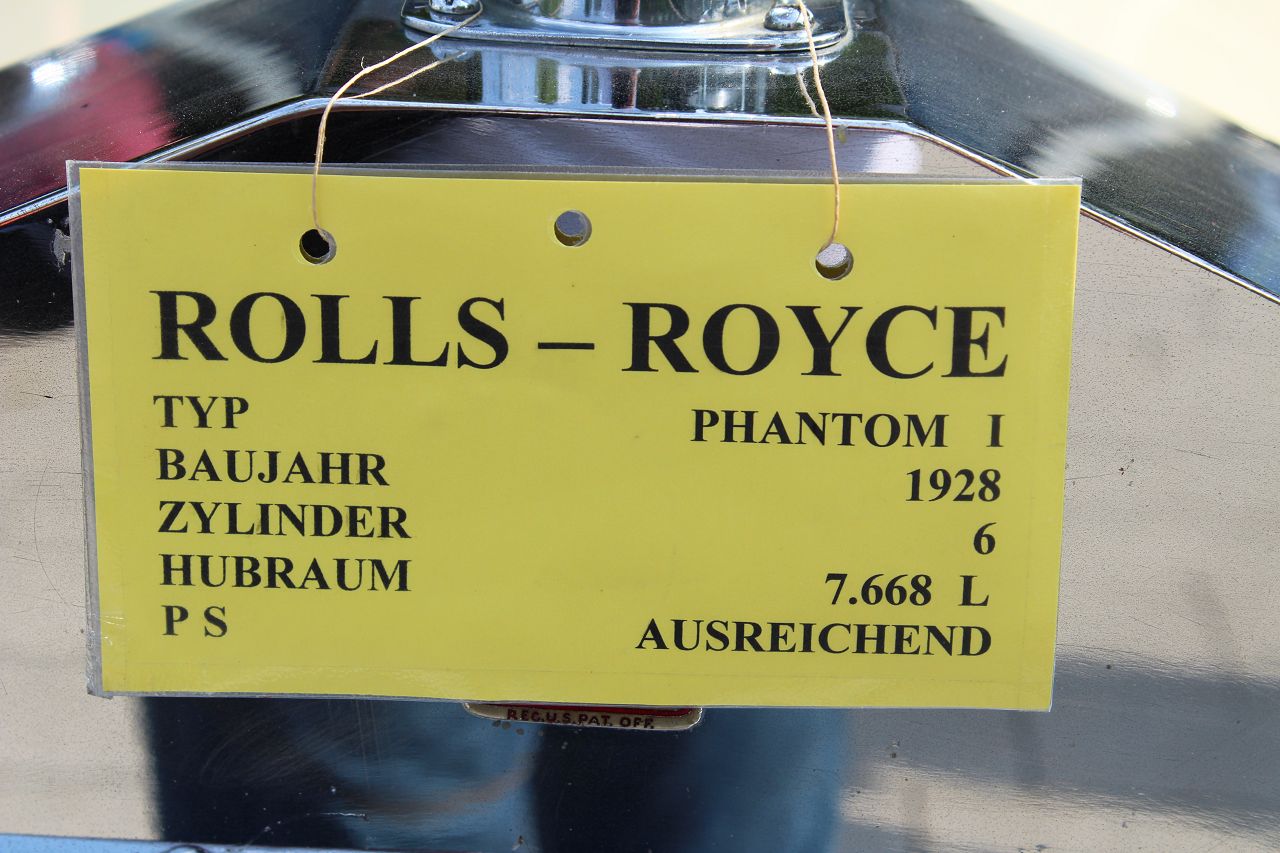 ROLLS – ROYCE
TYP PHANTOM I
BAUJAHR 1928
ZYLINDER 6
HUBRAUM 7.668 L
P S AUSREICHEND
REG.U.S.PAT. OFF.